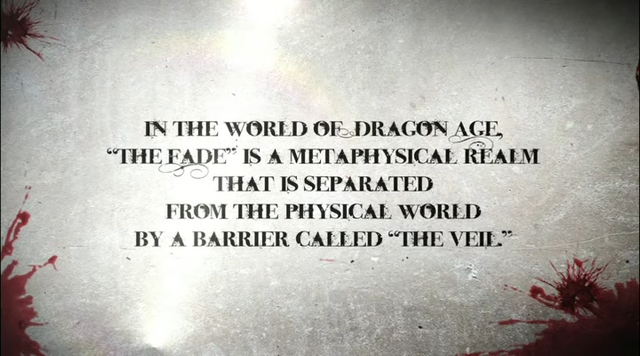 IN THE WORLD OF DRAGON AGE,
“THE FADE” IS A METAPHYSICAL REALM
THAT IS SEPARATED
FROM THE PHYSICAL WORLD
BY A BARRIER CALLED “THE VEIL”